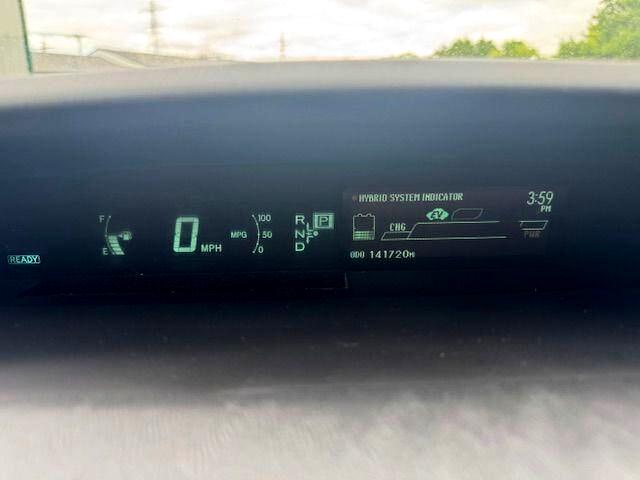 READY
F
E
0 MPH
MPG
100
50
0
R
N
D
P
HYBRID SYSTEM INDICATOR
3:59
PM
EV
CHG
PWR
ODO 141720MI